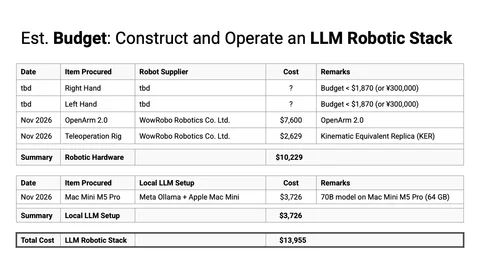 Est. Budget: Construct and Operate an LLM Robotic Stack
Date Item Procured Robot Supplier Cost Remarks
tbd Right Hand ? Budget < $1,870 (or ¥300,000)
tbd Left Hand ? Budget < $1,870 (or ¥300,000)
Nov 2026 OpenArm 2.0 WowRobo Robotics Co. Ltd. $7,600 OpenArm 2.0
Nov 2026 Teleoperation Rig WowRobo Robotics Co. Ltd. $2,629 Kinematic Equivalent Replica (KER)
Summary Robotic Hardware $10,229
Date Item Procured Local LLM Setup Cost Remarks
Nov 2026 Mac Mini M5 Pro Meta Ollama + Apple Mac Mini $3,726 70B model on Mac Mini M5 Pro (64 GB)
Summary Local LLM Setup $3,726
Total Cost LLM Robotic Stack $13,955